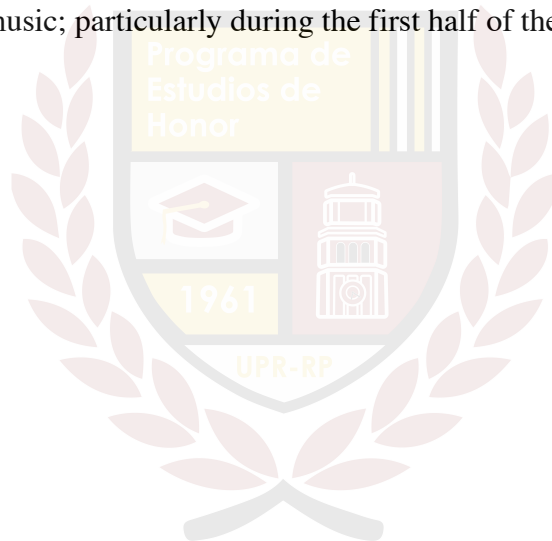 music; particularly during the first half of the
Programa de
Estudios de
Honor
1961
UPR-RP